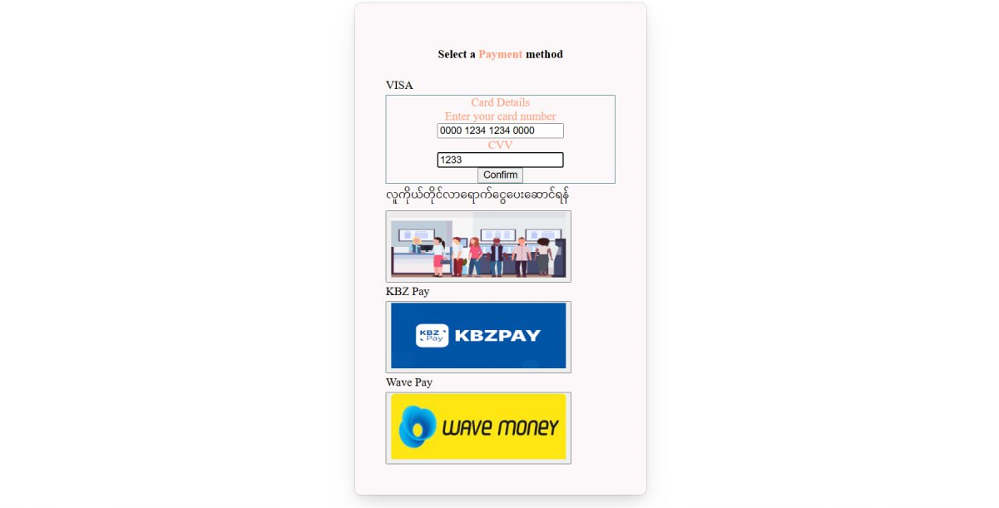 Select a Payment method
VISA
Card Details
Enter your card number
0000 1234 1234 0000
CVV
1233
Confirm
လူကိုယ်တိုင်လာရောက်ငွေပေးဆောင်ရန်
KBZ Pay
KBZ Pay KBZPAY
Wave Pay
WAVE MONEY